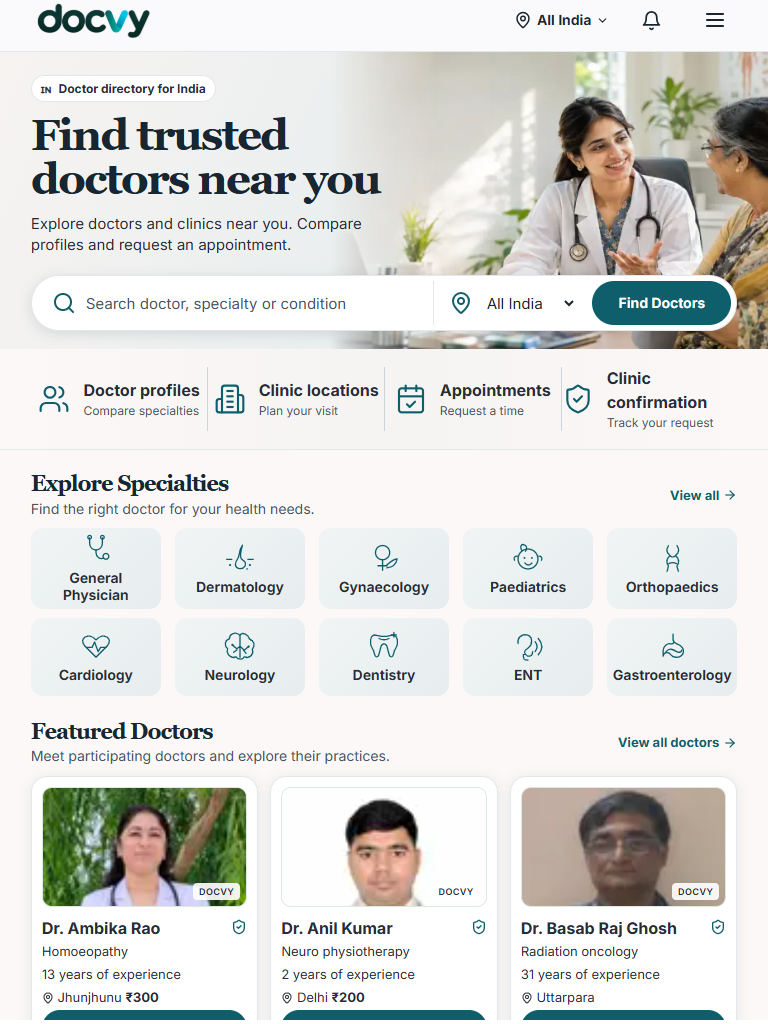 docvy
All India
IN Doctor directory for India
Find trusted
doctors near you
Explore doctors and clinics near you. Compare
profiles and request an appointment.
Search doctor, specialty or condition
All India
Find Doctors
Doctor profiles
Compare specialties
Clinic locations
Plan your visit
Appointments
Request a time
Clinic
confirmation
Track your request
Explore Specialties
Find the right doctor for your health needs.
View all →
General
Physician
Dermatology
Gynaecology
Paediatrics
Orthopaedics
Cardiology
Neurology
Dentistry
ENT
Gastroenterology
Featured Doctors
Meet participating doctors and explore their practices.
View all doctors →
DOCVY
Dr. Ambika Rao
Homoeopathy
13 years of experience
Jhunjhunu ₹300
DOCVY
Dr. Anil Kumar
Neuro physiotherapy
2 years of experience
Delhi ₹200
DOCVY
Dr. Basab Raj Ghosh
Radiation oncology
31 years of experience
Uttarpara